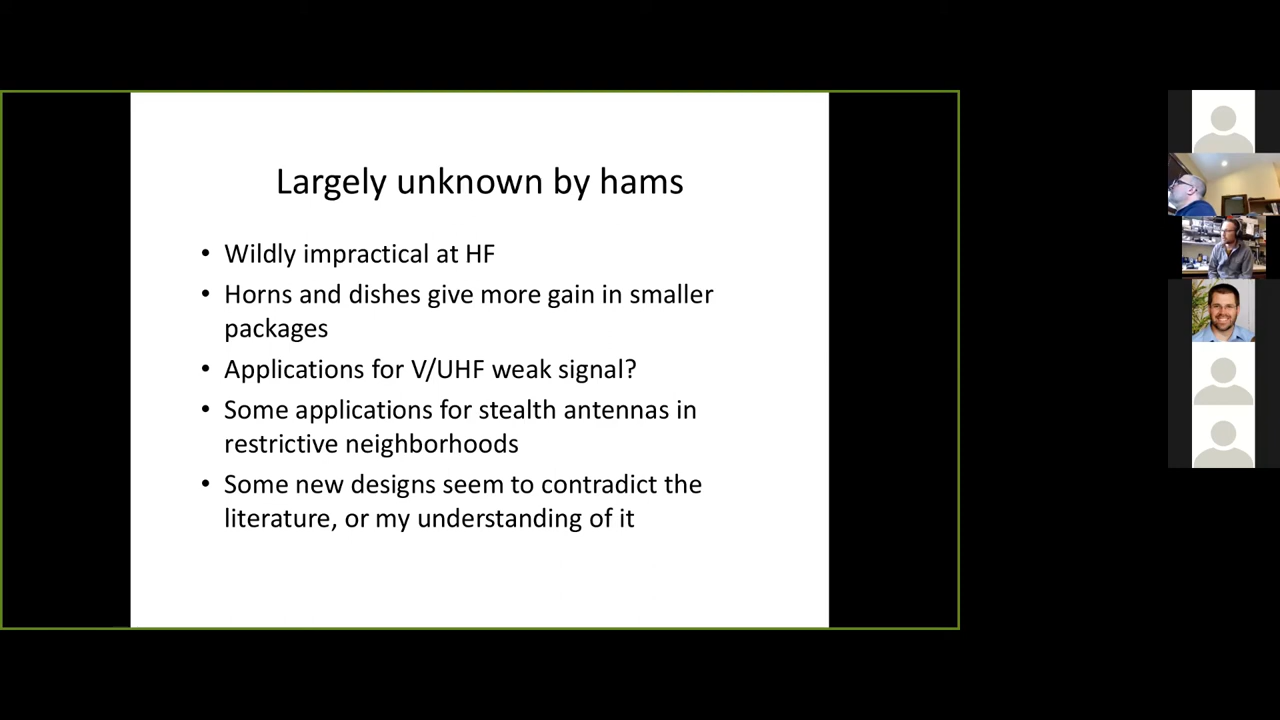 Largely unknown by hams
• Wildly impractical at HF
• Horns and dishes give more gain in smaller
packages
• Applications for V/UHF weak signal?
• Some applications for stealth antennas in
restrictive neighborhoods
• Some new designs seem to contradict the
literature, or my understanding of it